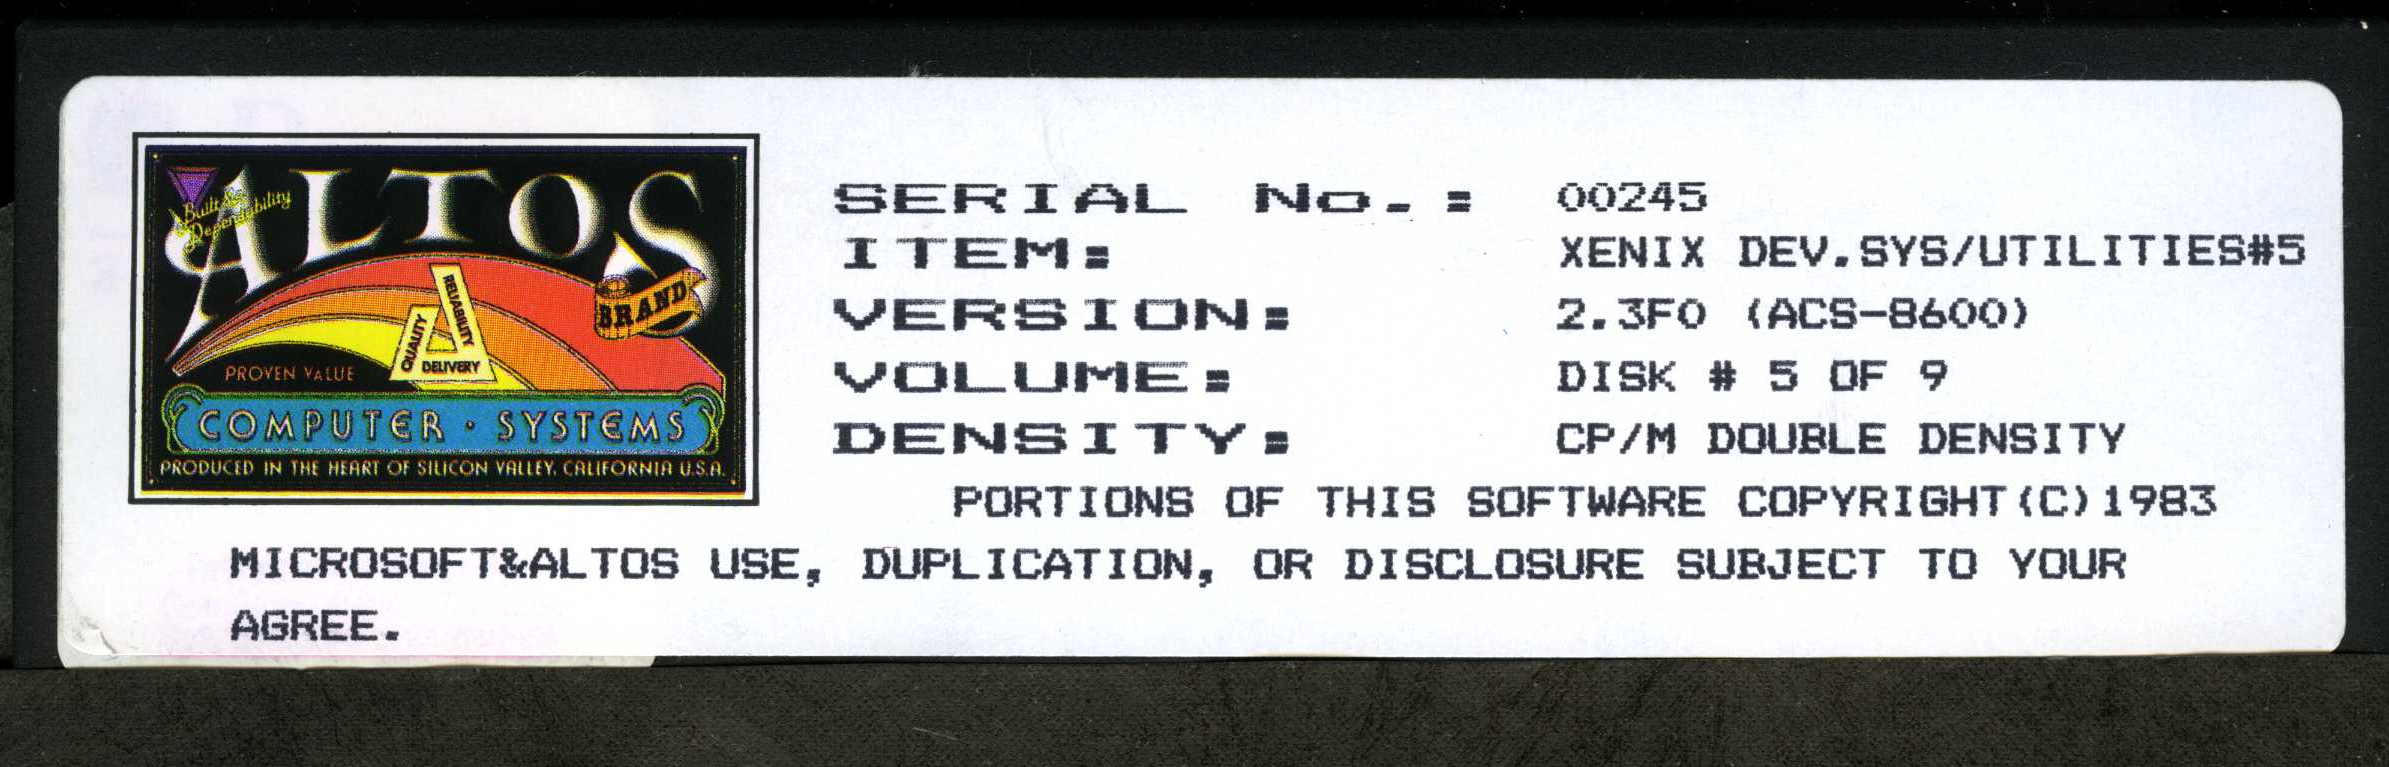 ALTOS
Built &
Dependability
BRAND
RELIABILITY
QUALITY
DELIVERY
PROVEN VALUE
COMPUTER · SYSTEMS
PRODUCED IN THE HEART OF SILICON VALLEY, CALIFORNIA U.S.A.
SERIAL No.: 00245
ITEM: XENIX DEV.SYS/UTILITIES#5
VERSION: 2.3F0 (ACS-8600)
VOLUME: DISK # 5 OF 9
DENSITY: CP/M DOUBLE DENSITY
PORTIONS OF THIS SOFTWARE COPYRIGHT(C)1983
MICROSOFT&ALTOS USE, DUPLICATION, OR DISCLOSURE SUBJECT TO YOUR
AGREE.